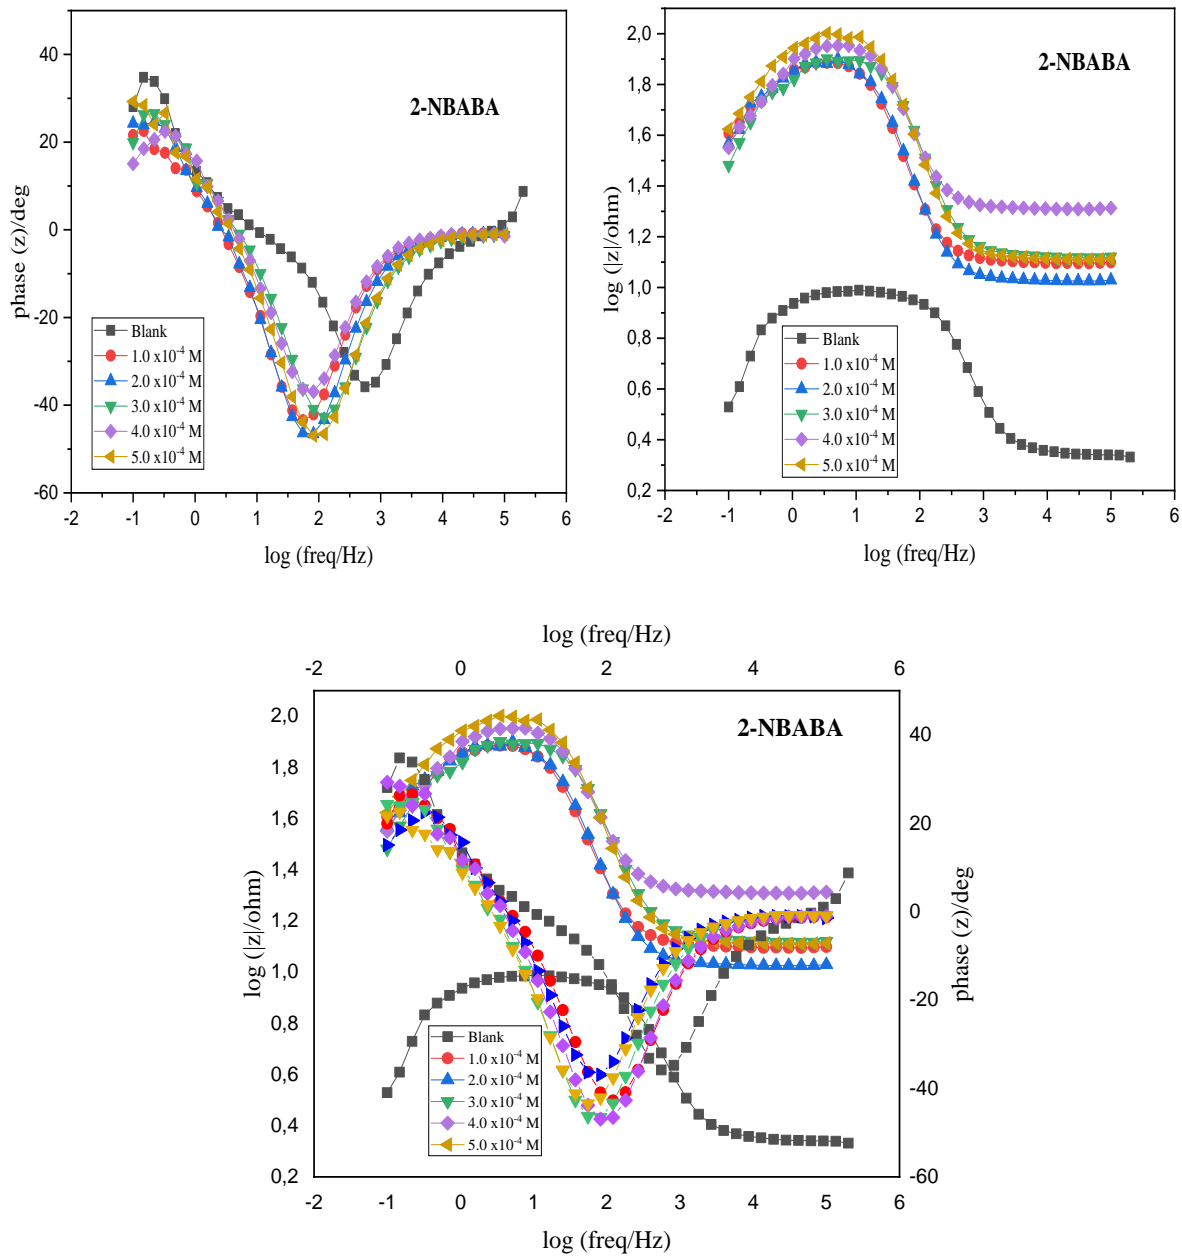 40
20
0
-20
-40
-60
phase (z)/deg
2-NBABA
Blank
1.0 x10⁻⁴ M
2.0 x10⁻⁴ M
3.0 x10⁻⁴ M
4.0 x10⁻⁴ M
5.0 x10⁻⁴ M
-2 -1 0 1 2 3 4 5 6
log (freq/Hz)
2,0
1,8
1,6
1,4
1,2
1,0
0,8
0,6
0,4
0,2
log (|z|/ohm)
2-NBABA
Blank
1.0 x10⁻⁴ M
2.0 x10⁻⁴ M
3.0 x10⁻⁴ M
4.0 x10⁻⁴ M
5.0 x10⁻⁴ M
-2 -1 0 1 2 3 4 5 6
log (freq/Hz)
log (freq/Hz)
-2 0 2 4 6
2,0
1,8
1,6
1,4
1,2
1,0
0,8
0,6
0,4
0,2
log (|z|/ohm)
2-NBABA
Blank
1.0 x10⁻⁴ M
2.0 x10⁻⁴ M
3.0 x10⁻⁴ M
4.0 x10⁻⁴ M
5.0 x10⁻⁴ M
40
20
0
-20
-40
-60
phase (z)/deg
-2 -1 0 1 2 3 4 5 6
log (freq/Hz)